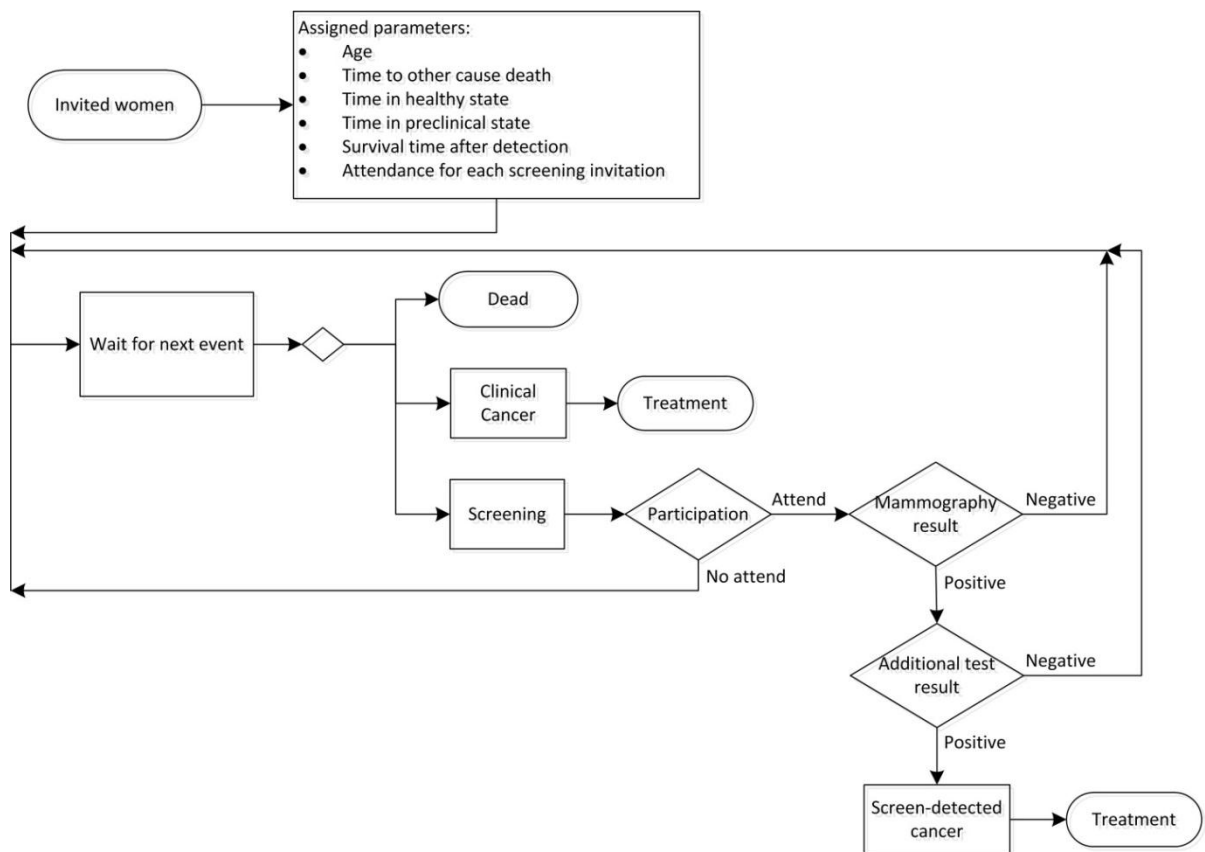 Assigned parameters:
• Age
• Time to other cause death
• Time in healthy state
• Time in preclinical state
• Survival time after detection
• Attendance for each screening invitation
Invited women
Dead
Wait for next event
Clinical
Cancer
Treatment
Screening
Participation
Attend
Mammography
result
Negative
No attend
Positive
Additional test
result
Negative
Positive
Screen-detected
cancer
Treatment